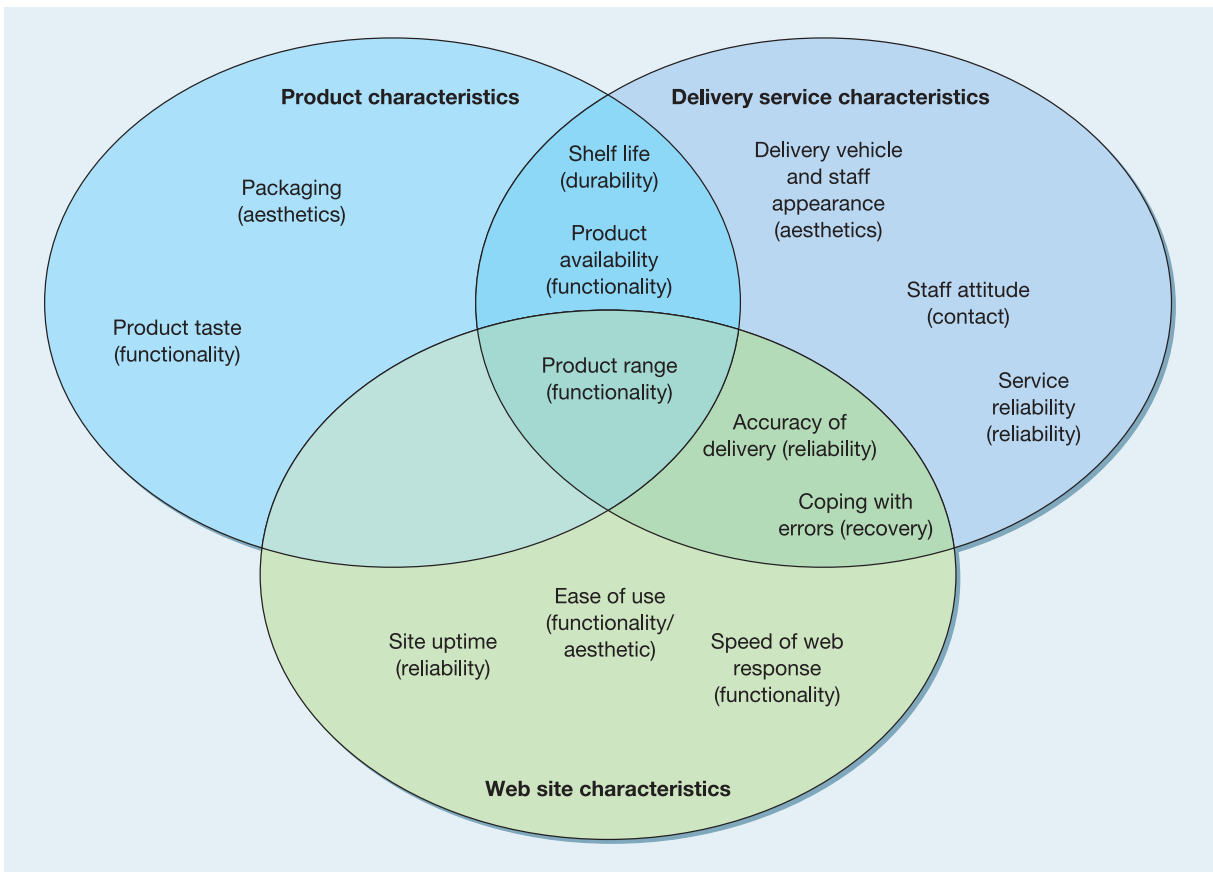 Product characteristics
Delivery service characteristics
Packaging
(aesthetics)
Product taste
(functionality)
Shelf life
(durability)
Product
availability
(functionality)
Delivery vehicle
and staff
appearance
(aesthetics)
Staff attitude
(contact)
Service
reliability
(reliability)
Product range
(functionality)
Accuracy of
delivery (reliability)
Coping with
errors (recovery)
Site uptime
(reliability)
Ease of use
(functionality/
aesthetic)
Speed of web
response
(functionality)
Web site characteristics